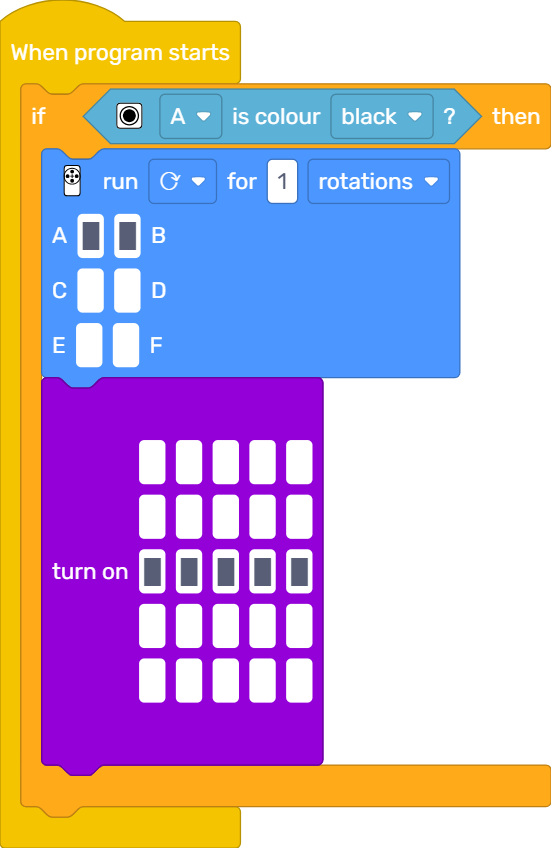 When program starts
if A is colour black ? then
run for 1 rotations
A B
C D
E F
turn on